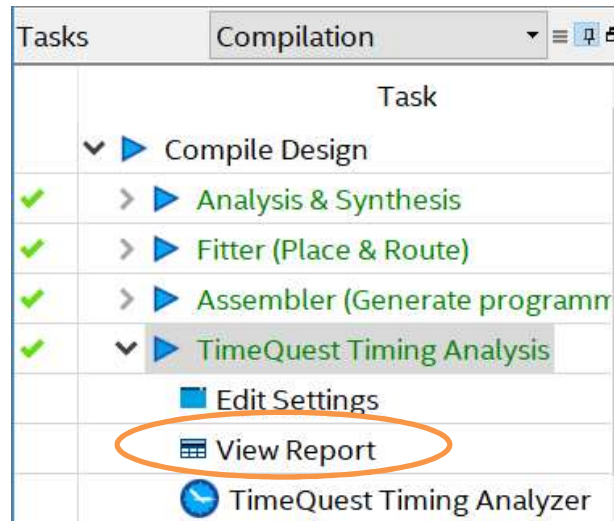 Tasks Compilation
Task
Compile Design
Analysis & Synthesis
Fitter (Place & Route)
Assembler (Generate programm
TimeQuest Timing Analysis
Edit Settings
View Report
TimeQuest Timing Analyzer